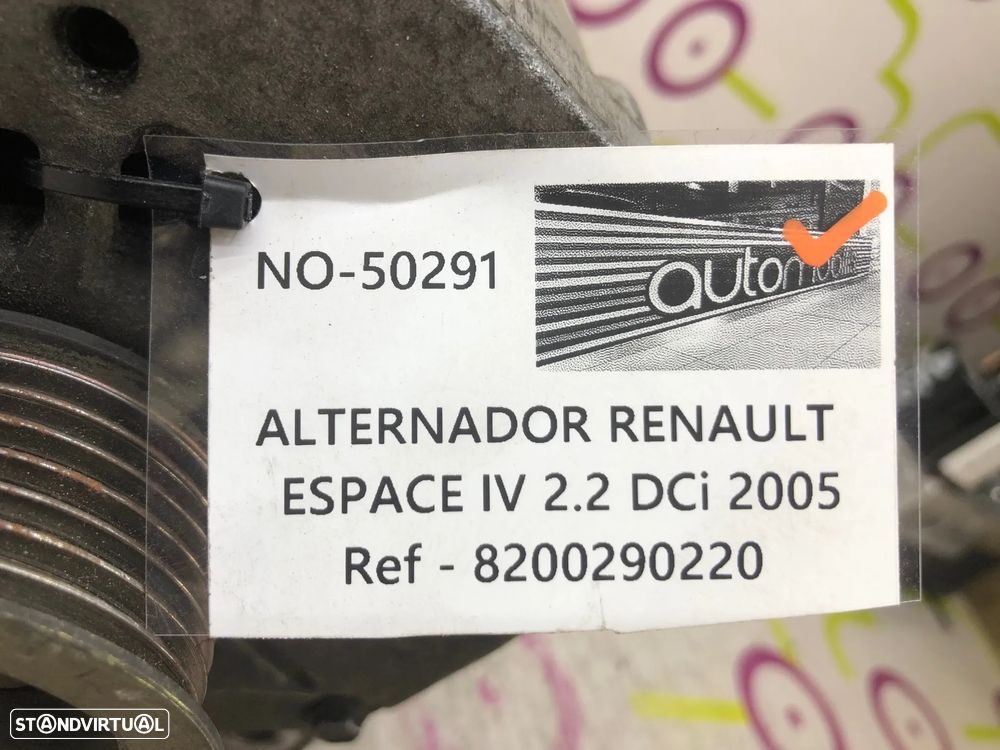 NO-50291
automobile
ALTERNADOR RENAULT
ESPACE IV 2.2 DCi 2005
Ref - 8200290220
STANDVIRTUAL